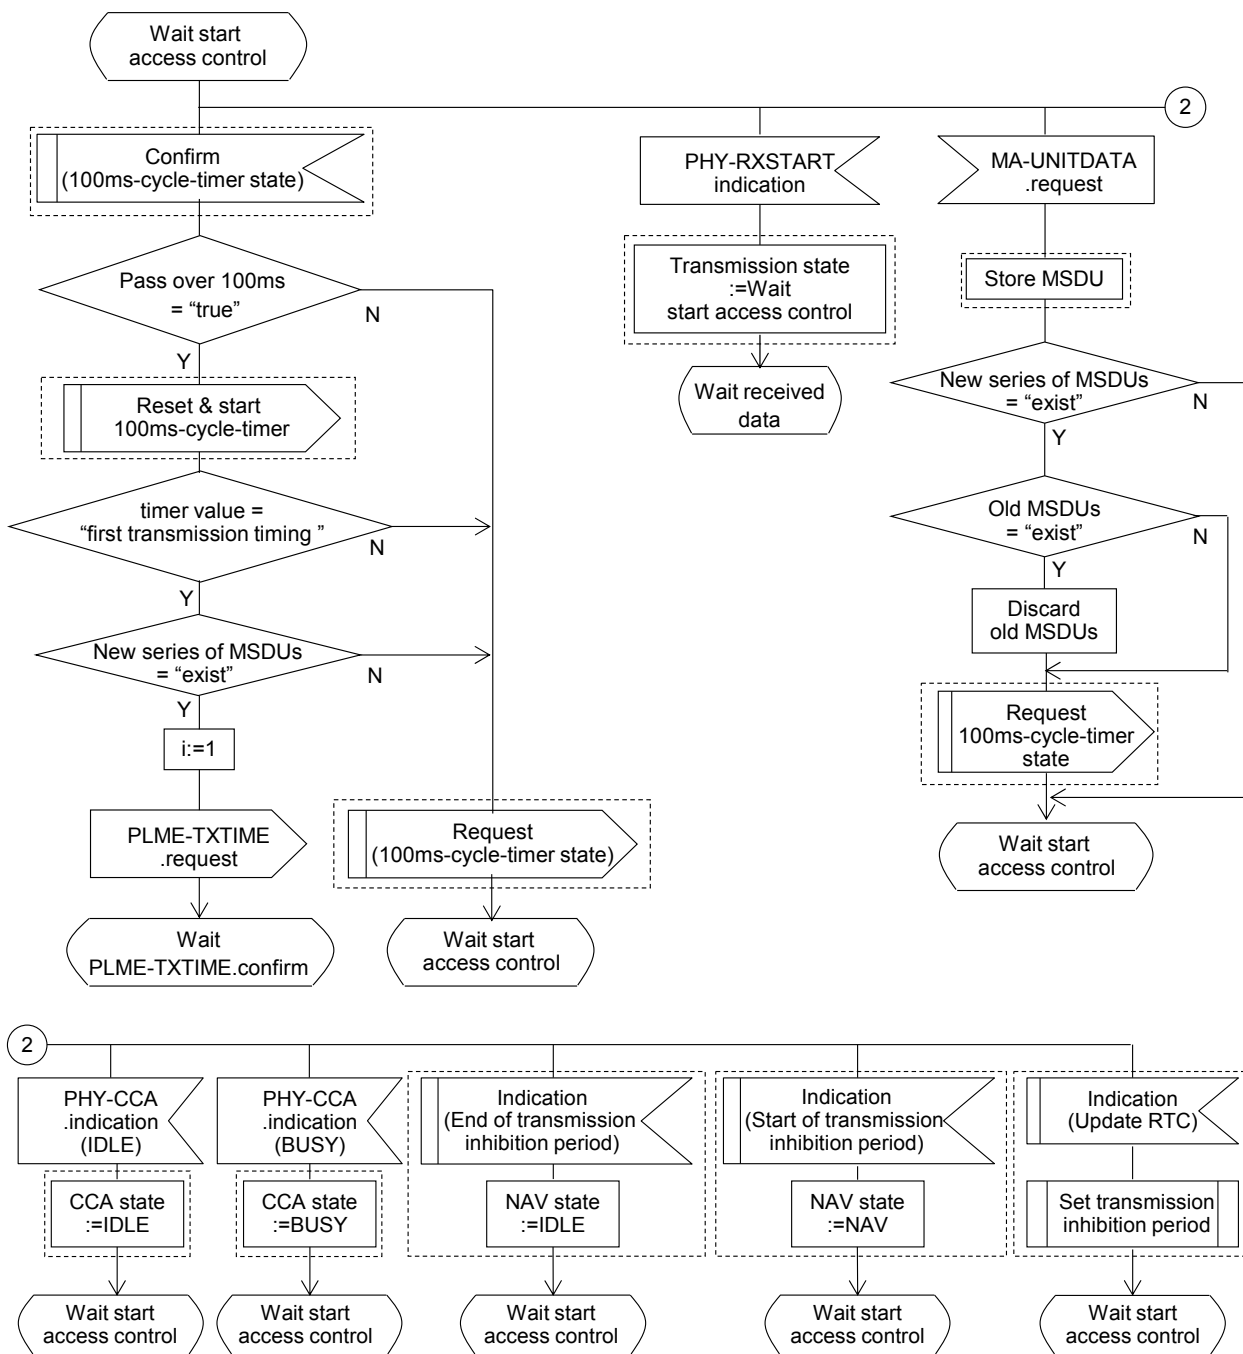 Wait start
access control
2
Confirm
(100ms-cycle-timer state)
Pass over 100ms
= “true”
N
Y
Reset & start
100ms-cycle-timer
timer value =
“first transmission timing ”
N
Y
New series of MSDUs
= “exist”
N
Y
i:=1
PLME-TXTIME
.request
Wait
PLME-TXTIME.confirm
Request
(100ms-cycle-timer state)
Wait start
access control
PHY-RXSTART
indication
Transmission state
:=Wait
start access control
Wait received
data
MA-UNITDATA
.request
Store MSDU
New series of MSDUs
= “exist”
N
Y
Old MSDUs
= “exist”
N
Y
Discard
old MSDUs
Request
100ms-cycle-timer
state
Wait start
access control
2
PHY-CCA
.indication
(IDLE)
CCA state
:=IDLE
Wait start
access control
PHY-CCA
.indication
(BUSY)
CCA state
:=BUSY
Wait start
access control
Indication
(End of transmission
inhibition period)
NAV state
:=IDLE
Wait start
access control
Indication
(Start of transmission
inhibition period)
NAV state
:=NAV
Wait start
access control
Indication
(Update RTC)
Set transmission
inhibition period
Wait start
access control